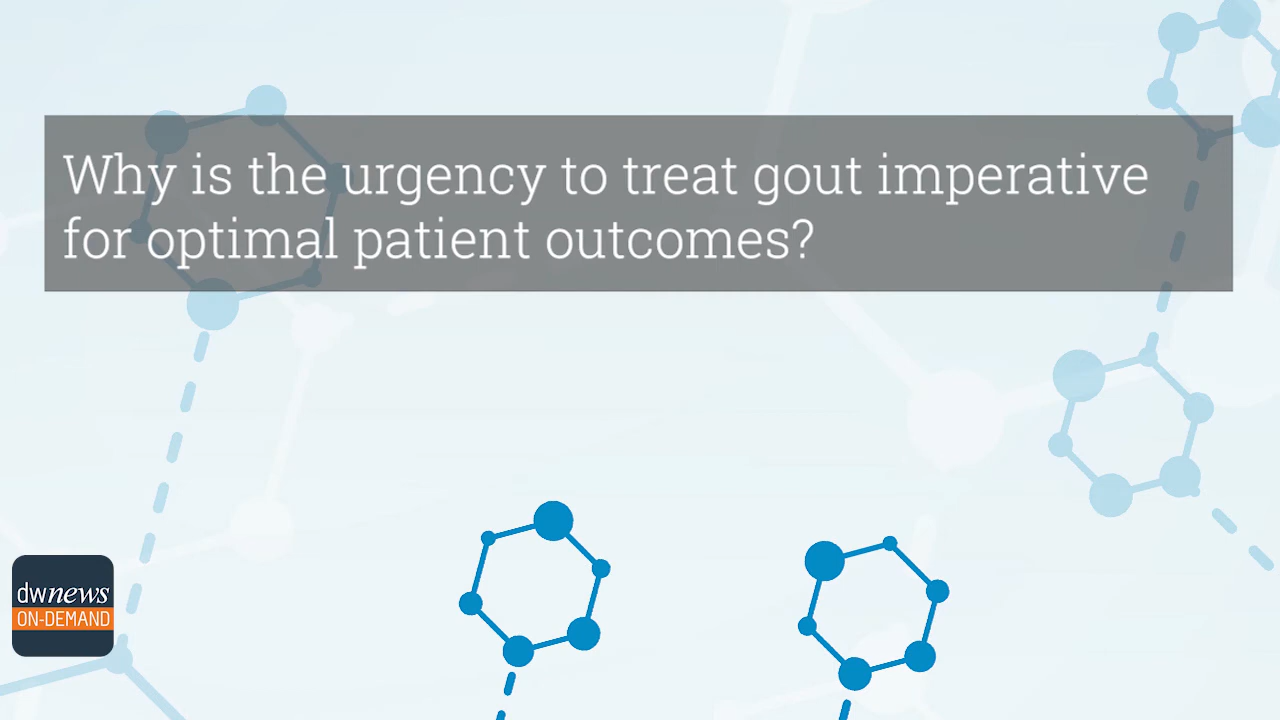 Why is the urgency to treat gout imperative
for optimal patient outcomes?
dwnews
ON-DEMAND